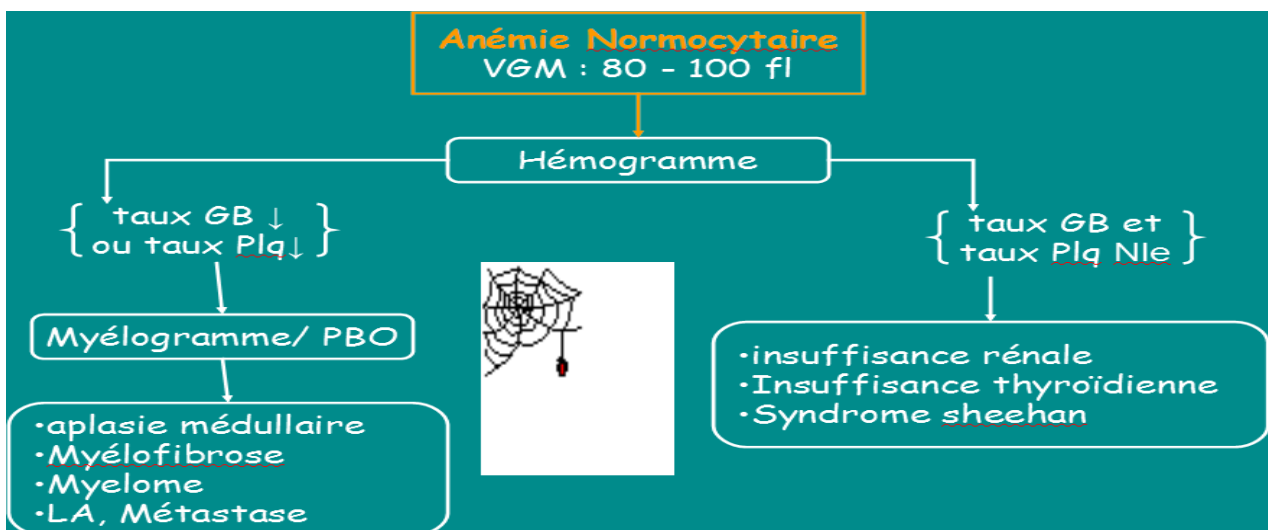 Anémie Normocytaire
VGM : 80 - 100 fl
Hémogramme
taux GB ↓
ou taux Plq↓
Myélogramme/ PBO
•aplasie médullaire
•Myélofibrose
•Myelome
•LA, Métastase
taux GB et
taux Plq Nle
•insuffisance rénale
•Insuffisance thyroïdienne
•Syndrome sheehan